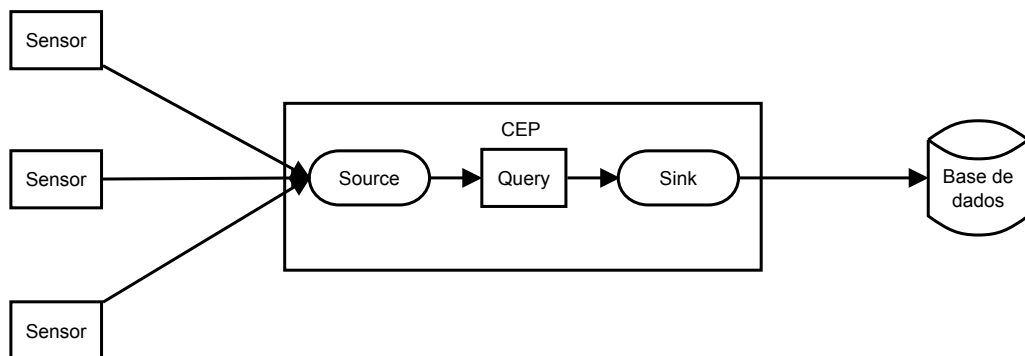 Sensor
CEP
Sensor
Source
Query
Sink
Base de
dados
Sensor